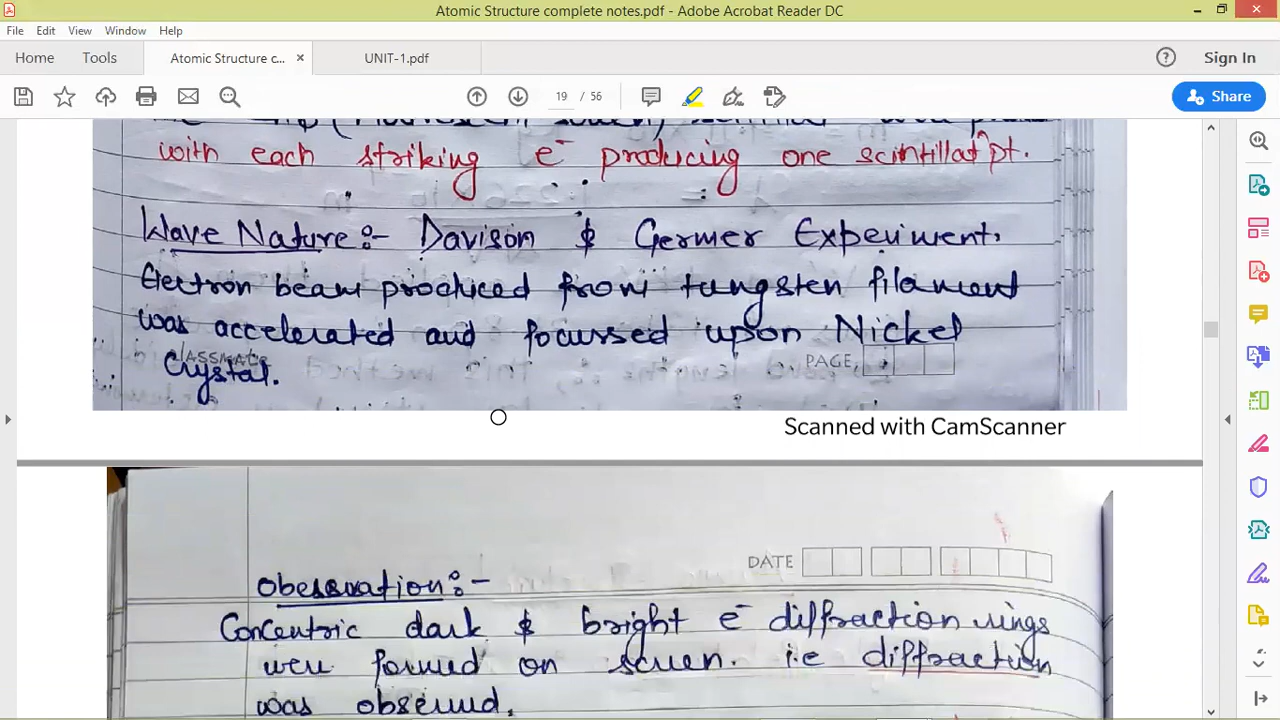 Atomic Structure complete notes.pdf - Adobe Acrobat Reader DC
File Edit View Window Help
Home Tools Atomic Structure c... × UNIT-1.pdf ? Sign In
19 / 56 Share
with each striking e⁻ producing one scintillatⁿ pt.
Wave Nature:- Davison & Germer Experiment.
Electron beam produced from tungsten filament
was accelerated and focussed upon Nickel
CLASSMATE PAGE
Crystal.
Scanned with CamScanner
DATE
Obersvation:-
Concentric dark & bright e⁻ diffraction rings
were formed on screen. i.e diffraction
was observed.